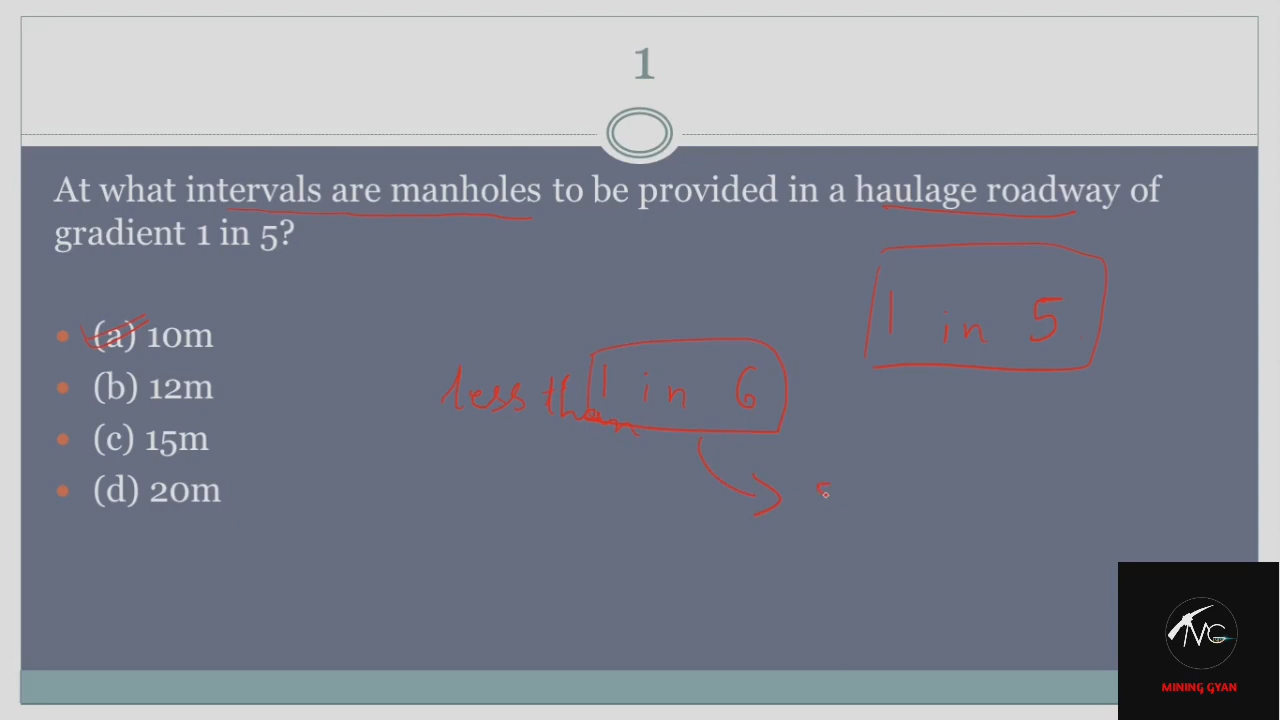 1
At what intervals are manholes to be provided in a haulage roadway of
gradient 1 in 5?
1 in 5
(a) 10m
less than 1 in 6
(b) 12m
(c) 15m
(d) 20m
MG
MINING GYAN